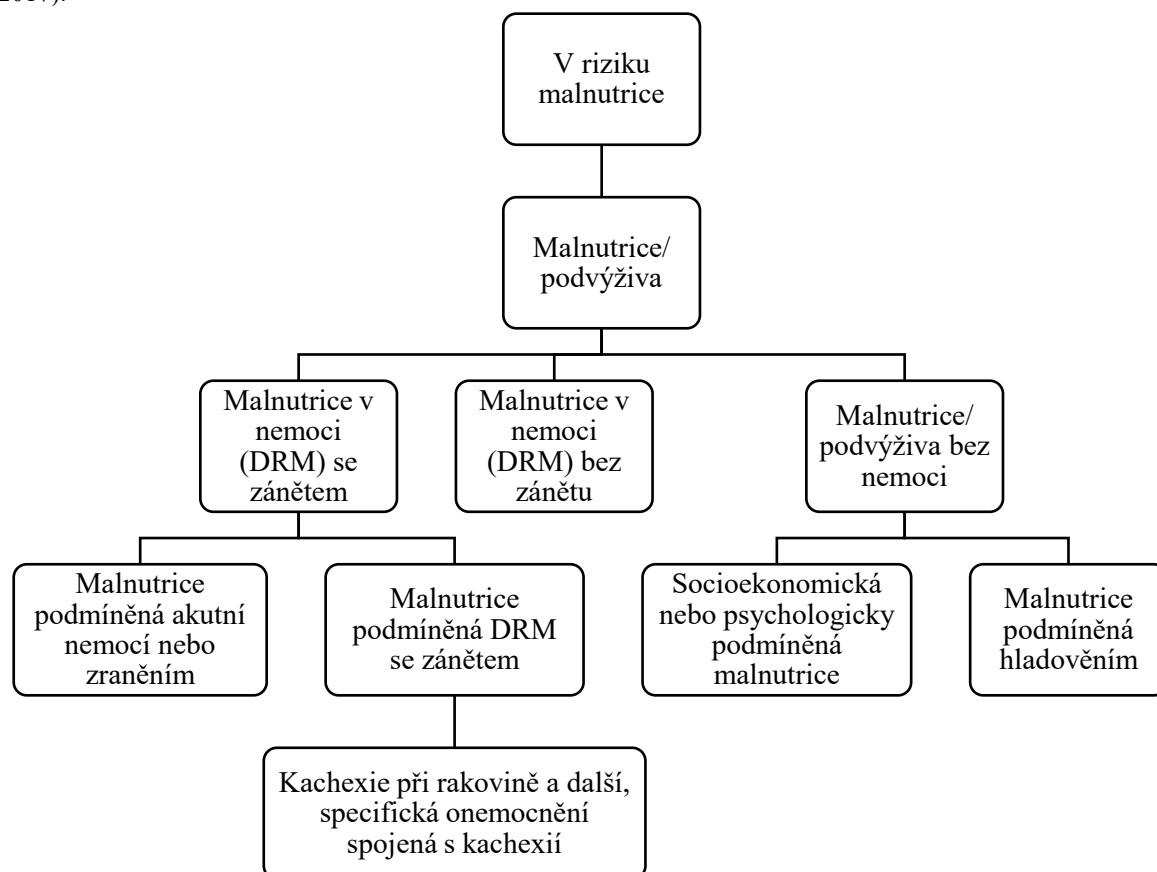 2017).
V riziku
malnutrice
Malnutrice/
podvýživa
Malnutrice v
nemoci
(DRM) se
zánětem
Malnutrice v
nemoci
(DRM) bez
zánětu
Malnutrice/
podvýživa bez
nemoci
Malnutrice
podmíněná akutní
nemocí nebo
zraněním
Malnutrice
podmíněná DRM
se zánětem
Socioekonomická
nebo psychologicky
podmíněná
malnutrice
Malnutrice
podmíněná
hladověním
Kachexie při rakovině a další,
specifická onemocnění
spojená s kachexií